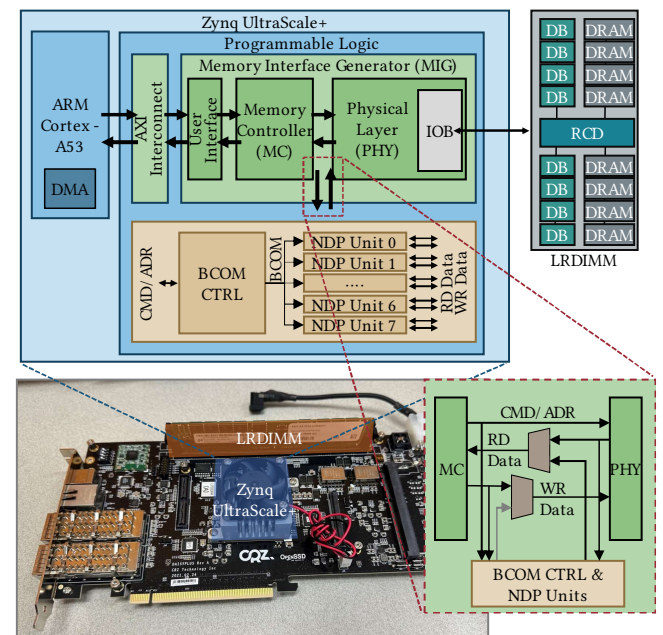 Zynq UltraScale+
Programmable Logic
Memory Interface Generator (MIG)
ARM
Cortex -
A53
DMA
AXI
Interconnect
User
Interface
Memory
Controller
(MC)
Physical
Layer
(PHY)
IOB
DB DRAM
DB DRAM
DB DRAM
DB DRAM
RCD
DB DRAM
DB DRAM
DB DRAM
DB DRAM
LRDIMM
CMD/ ADR
BCOM
CTRL
BCOM
NDP Unit 0
NDP Unit 1
....
NDP Unit 6
NDP Unit 7
RD Data
WR Data
LRDIMM
Zynq
UltraScale+
CRZ.
OpenSSD
CMD/ ADR
RD
Data
MC
PHY
WR
Data
BCOM CTRL &
NDP Units